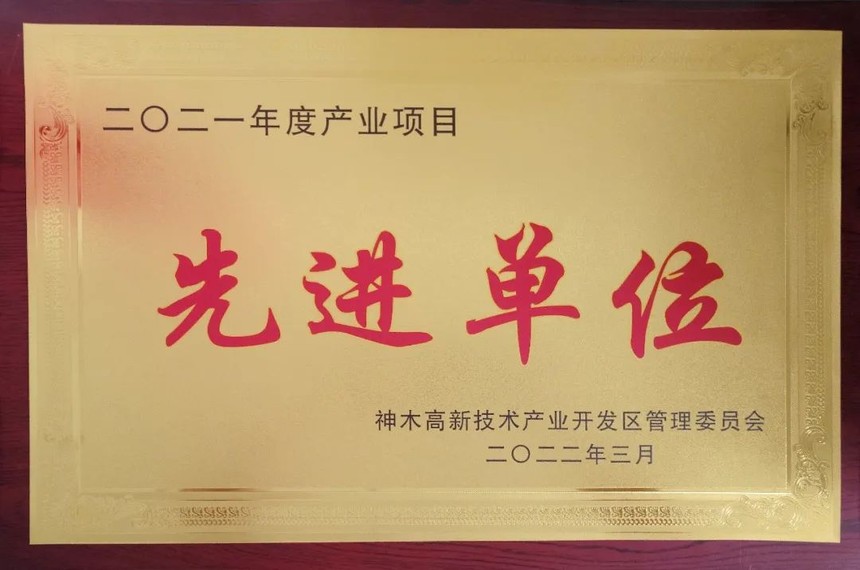 二〇二一年度产业项目
先进单位
神木高新技术产业开发区管理委员会
二〇二二年三月